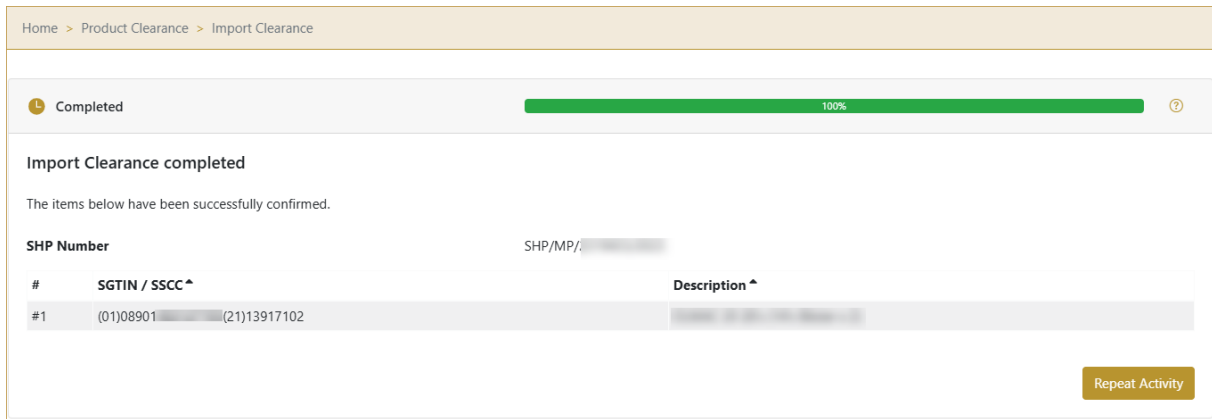 Home > Product Clearance > Import Clearance
Completed 100% ?
Import Clearance completed
The items below have been successfully confirmed.
SHP Number SHP/MP/
# SGTIN / SSCC Description
#1 (01)08901 (21)13917102
Repeat Activity